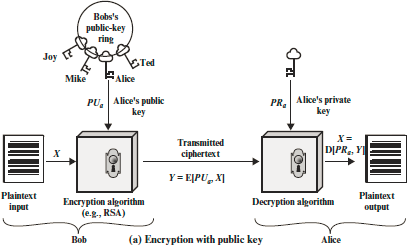 Bobs's
public-key
ring
Joy
Ted
Mike
Alice
PUa
Alice's public
key
PRa
Alice's private
key
X
Transmitted
ciphertext
X =
D[PRa, Y]
Y = E[PUa, X]
Plaintext
input
Encryption algorithm
(e.g., RSA)
Decryption algorithm
Plaintext
output
Bob
(a) Encryption with public key
Alice